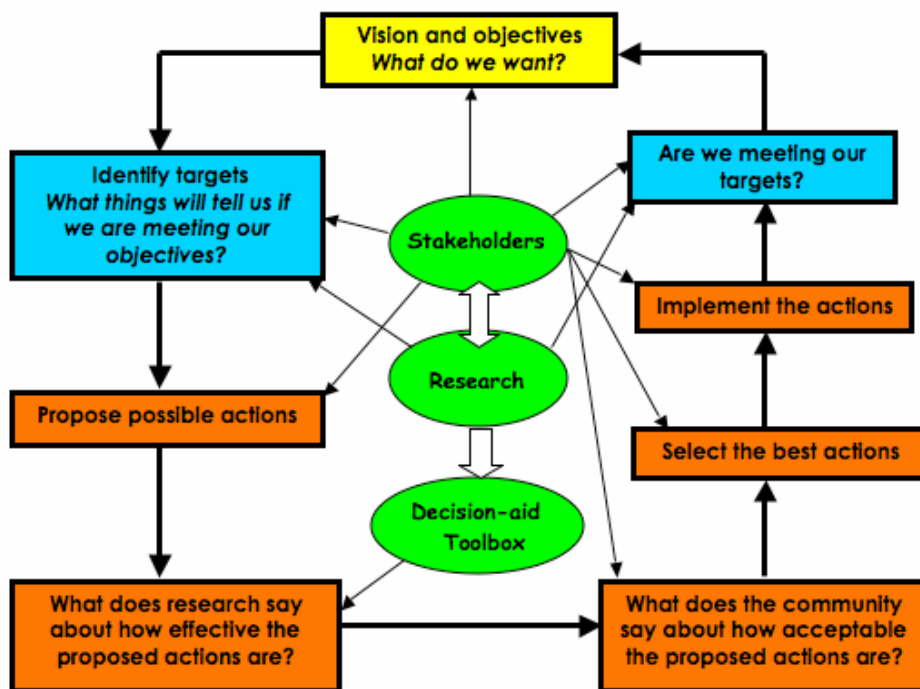 Vision and objectives
What do we want?
Identify targets
What things will tell us if
we are meeting our
objectives?
Are we meeting our
targets?
Stakeholders
Implement the actions
Research
Propose possible actions
Select the best actions
Decision-aid
Toolbox
What does research say
about how effective the
proposed actions are?
What does the community
say about how acceptable
the proposed actions are?